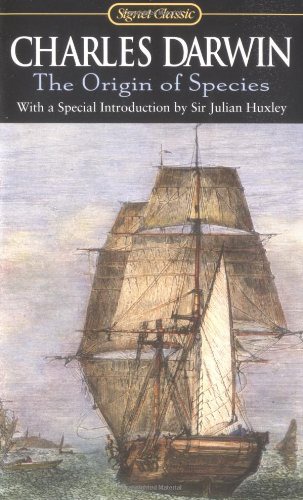 Signet Classic
CHARLES DARWIN
The Origin of Species
With a Special Introduction by Sir Julian Huxley